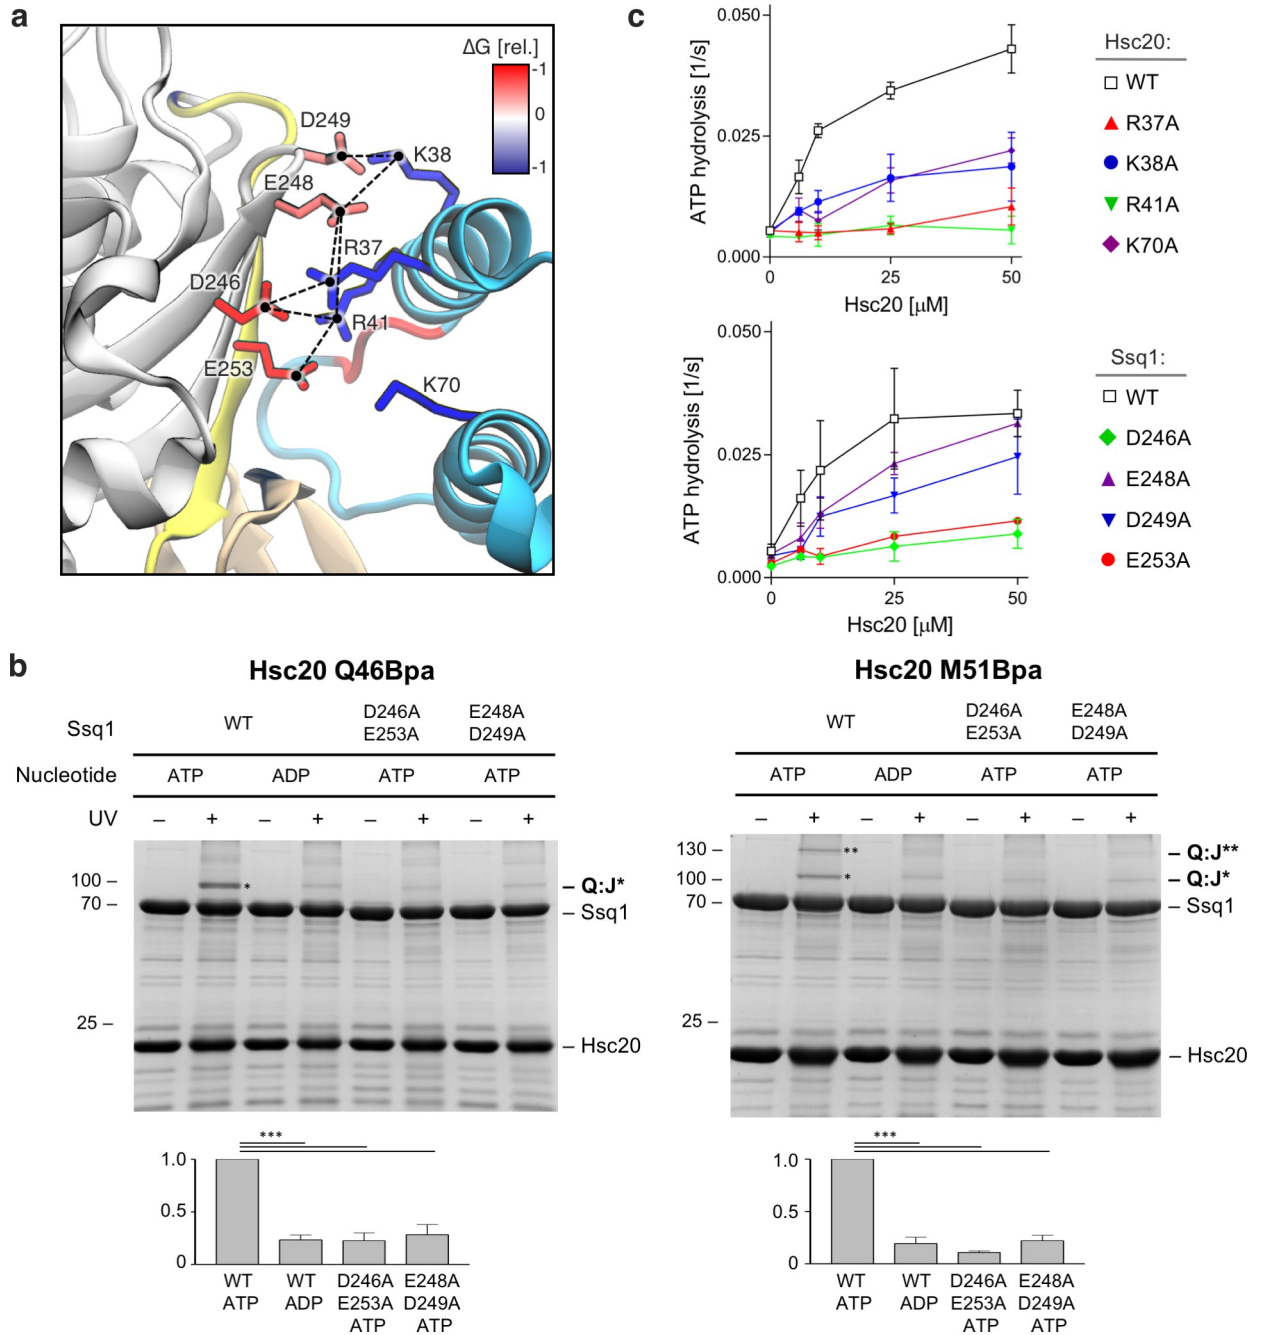 a
ΔG [rel.]
-1
0
-1
D249
K38
E248
R37
D246
R41
E253
K70
c
0.050
0.025
0.000
ATP hydrolysis [1/s]
0
25
50
Hsc20 [μM]
Hsc20:
WT
R37A
K38A
R41A
K70A
0.050
0.025
0.000
ATP hydrolysis [1/s]
0
25
50
Hsc20 [μM]
Ssq1:
WT
D246A
E248A
D249A
E253A
b
Hsc20 Q46Bpa
Ssq1
WT
D246A
E253A
E248A
D249A
Nucleotide
ATP
ADP
ATP
ATP
UV
– + – + – + – +
100 –
70 –
25 –
*
– Q:J*
– Ssq1
– Hsc20
***
1.0
0.5
0
WT
ATP
WT
ADP
D246A
E253A
ATP
E248A
D249A
ATP
Hsc20 M51Bpa
WT
D246A
E253A
E248A
D249A
ATP
ADP
ATP
ATP
– + – + – + – +
130 –
100 –
70 –
25 –
**
*
– Q:J**
– Q:J*
– Ssq1
– Hsc20
***
1.0
0.5
0
WT
ATP
WT
ADP
D246A
E253A
ATP
E248A
D249A
ATP